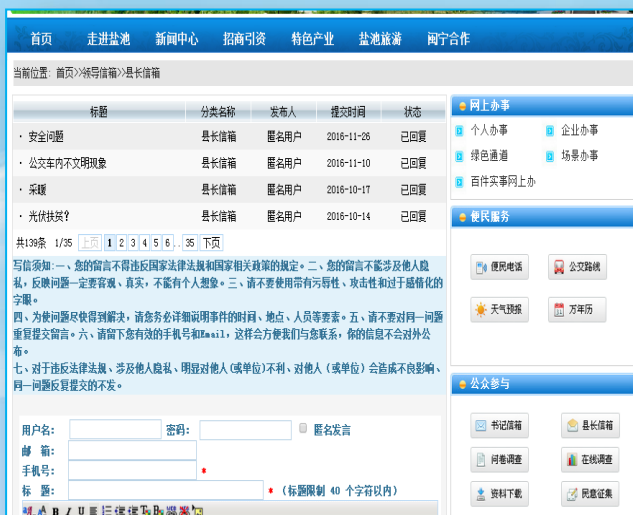 首页 走进盐池 新闻中心 招商引资 特色产业 盐池旅游 闽宁合作
当前位置: 首页>>领导信箱>>县长信箱
标题 分类名称 发布人 提交时间 状态
· 安全问题 县长信箱 匿名用户 2016-11-26 已回复
· 公交车内不文明现象 县长信箱 匿名用户 2016-11-10 已回复
· 采暖 县长信箱 匿名用户 2016-10-17 已回复
· 光伏扶贫? 县长信箱 匿名用户 2016-10-14 已回复
共139条 1/35 上页 1 2 3 4 5 6 .. 35 下页
写信须知:一、您的留言不得违反国家法律法规和国家相关政策的规定。二、您的留言不能涉及他人隐
私,反映问题一定要客观、真实,不能有个人想象。三、请不要使用带有污辱性、攻击性和过于感情化的
字眼。
四、为使问题尽快得到解决,请您务必详细说明事件的时间、地点、人员等要素。五、请不要对同一问题
重复提交留言。六、请留下您有效的手机号和Email,这样会方便我们与您联系,你的信息不会对外公
布。
七、对于违反法律法规、涉及他人隐私、明显对他人(或单位)不利、对他人(或单位)会造成不良影响、
同一问题反复提交的不发。
用户名: 密码: 匿名发言
邮 箱:
手机号: *
标 题: * (标题限制 40 个字符以内)
网上办事
个人办事 企业办事
绿色通道 场景办事
百件实事网上办
便民服务
便民电话 公交路线
天气预报 万年历
公众参与
书记信箱 县长信箱
问卷调查 在线调查
资料下载 民意征集